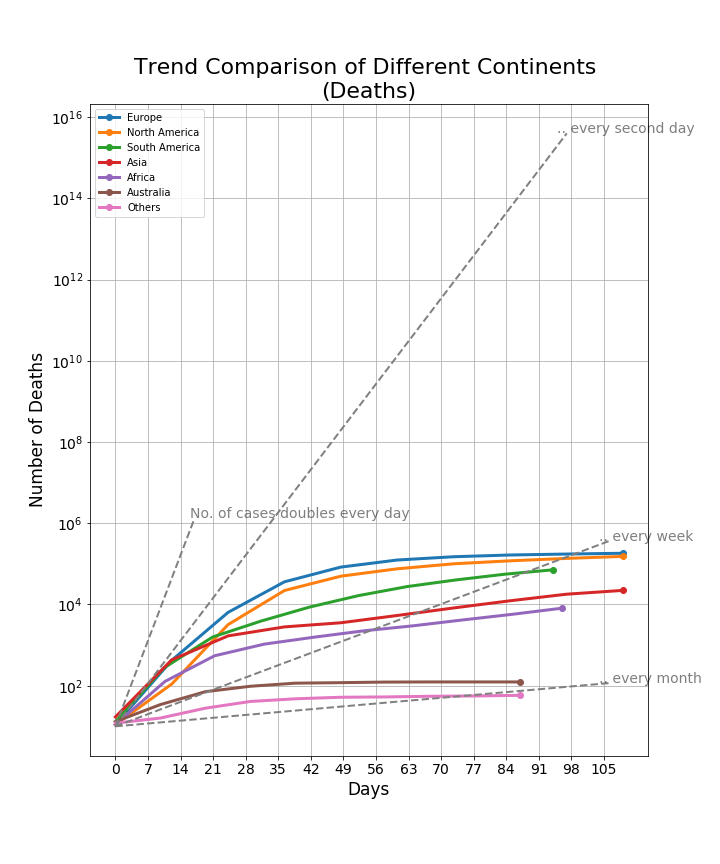 Trend Comparison of Different Continents
(Deaths)
Europe
North America
South America
Asia
Africa
Australia
Others
10^16
10^14
10^12
10^10
10^8
10^6
10^4
10^2
Number of Deaths
.. every second day
No. of cases doubles every day
.. every week
.. every month
0 7 14 21 28 35 42 49 56 63 70 77 84 91 98 105
Days